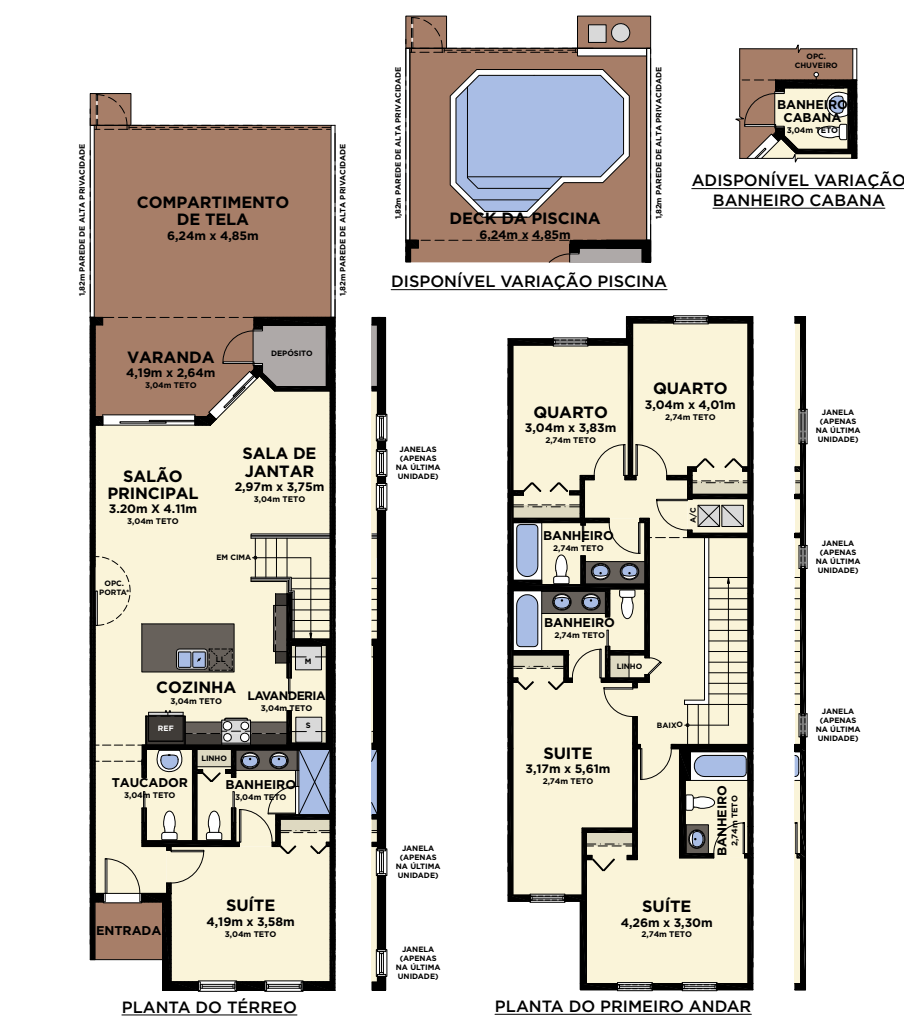 1,82m PAREDE DE ALTA PRIVACIDADE
1,82m PAREDE DE ALTA PRIVACIDADE
DECK DA PISCINA
6,24m x 4,85m
DISPONÍVEL VARIAÇÃO PISCINA
OPC.
CHUVEIRO
BANHEIRO
CABANA
3,04m TETO
ADISPONÍVEL VARIAÇÃO
BANHEIRO CABANA
1,82m PAREDE DE ALTA PRIVACIDADE
1,82m PAREDE DE ALTA PRIVACIDADE
COMPARTIMENTO
DE TELA
6,24m x 4,85m
VARANDA
4,19m x 2,64m
3,04m TETO
DEPÓSITO
SALÃO
PRINCIPAL
3.20m X 4.11m
3,04m TETO
SALA DE
JANTAR
2,97m x 3,75m
3,04m TETO
JANELAS
(APENAS
NA ÚLTIMA
UNIDADE)
EM CIMA
OPC.
PORTA
LL
COZINHA
3,04m TETO
M
LAVANDERIA
3,04m TETO
S
REF
TAUCADOR
3,04m TETO
LINHO
BANHEIRO
3,04m TETO
JANELA
(APENAS
NA ÚLTIMA
UNIDADE)
SUÍTE
4,19m x 3,58m
3,04m TETO
ENTRADA
JANELA
(APENAS
NA ÚLTIMA
UNIDADE)
PLANTA DO TÉRREO
QUARTO
3,04m x 3,83m
2,74m TETO
QUARTO
3,04m x 4,01m
2,74m TETO
JANELA
(APENAS
NA ÚLTIMA
UNIDADE)
A/C
BANHEIRO
2,74m TETO
JANELA
(APENAS
NA ÚLTIMA
UNIDADE)
BANHEIRO
2,74m TETO
LINHO
BAIXO
JANELA
(APENAS
NA ÚLTIMA
UNIDADE)
SUITE
3,17m x 5,61m
2,74m TETO
BANHEIRO
2,74m TETO
SUÍTE
4,26m x 3,30m
2,74m TETO
PLANTA DO PRIMEIRO ANDAR